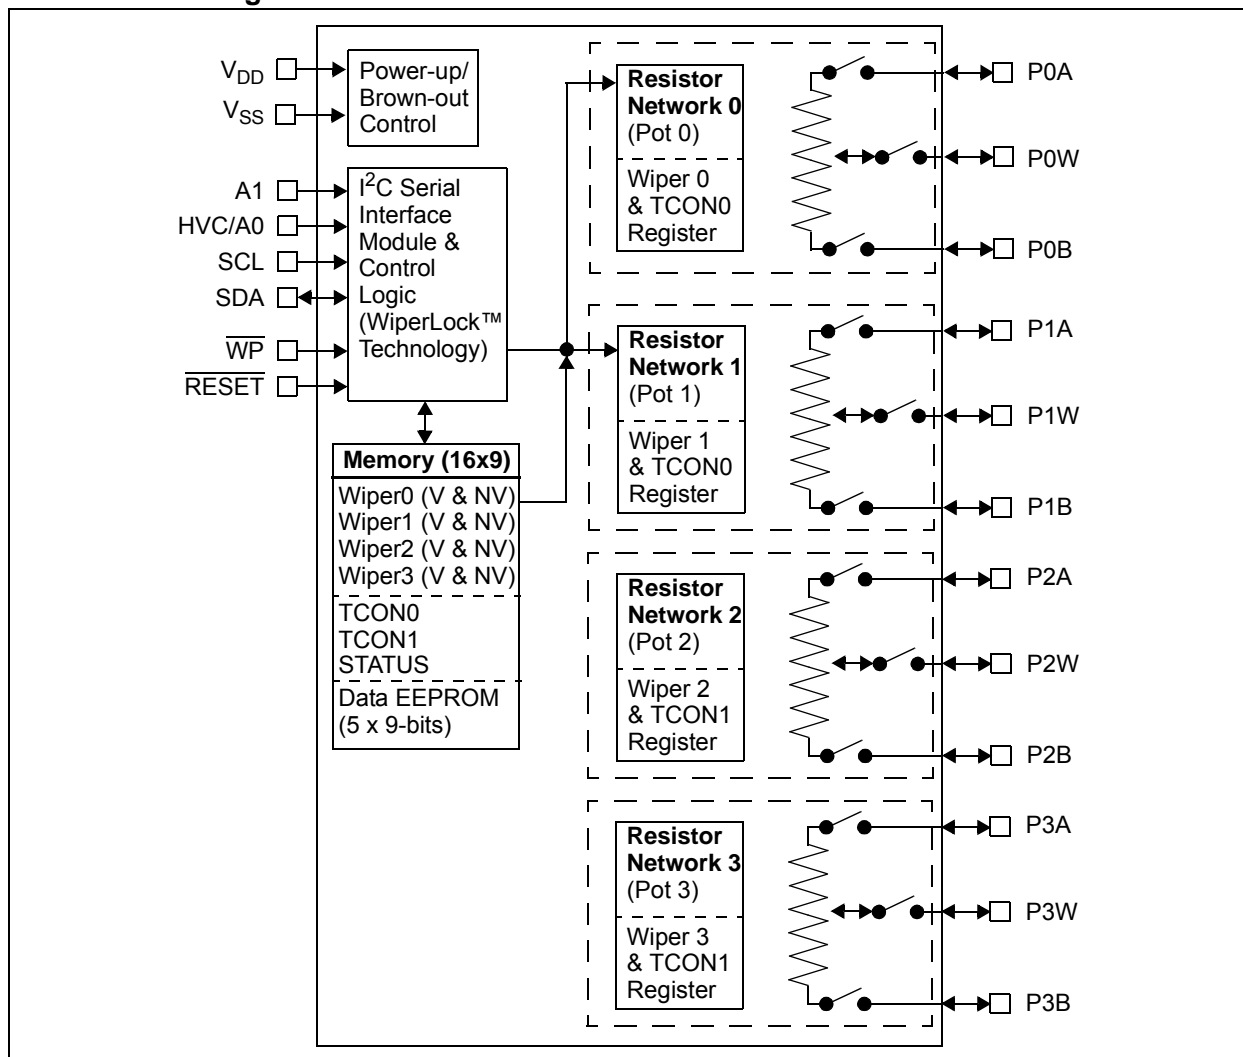 V_DD
V_SS
Power-up/
Brown-out
Control
A1
HVC/A0
SCL
SDA
WP
RESET
I²C Serial
Interface
Module &
Control
Logic
(WiperLock™
Technology)
Memory (16x9)
Wiper0 (V & NV)
Wiper1 (V & NV)
Wiper2 (V & NV)
Wiper3 (V & NV)
TCON0
TCON1
STATUS
Data EEPROM
(5 x 9-bits)
Resistor
Network 0
(Pot 0)
Wiper 0
& TCON0
Register
P0A
P0W
P0B
Resistor
Network 1
(Pot 1)
Wiper 1
& TCON0
Register
P1A
P1W
P1B
Resistor
Network 2
(Pot 2)
Wiper 2
& TCON1
Register
P2A
P2W
P2B
Resistor
Network 3
(Pot 3)
Wiper 3
& TCON1
Register
P3A
P3W
P3B